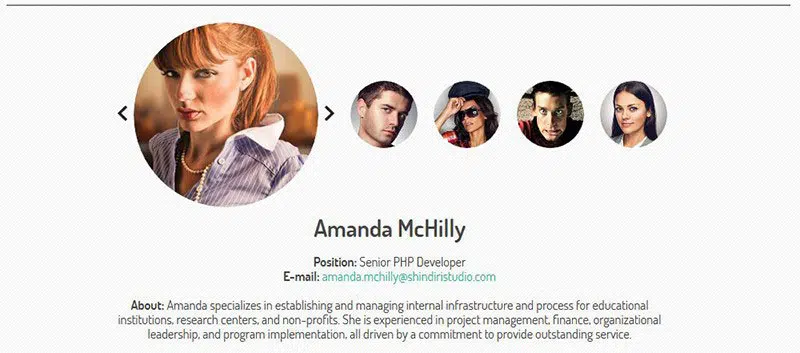 Amanda McHilly
Position: Senior PHP Developer
E-mail: amanda.mchilly@shindiristudio.com
About: Amanda specializes in establishing and managing internal infrastructure and process for educational
institutions, research centers, and non-profits. She is experienced in project management, finance, organizational
leadership, and program implementation, all driven by a commitment to provide outstanding service.